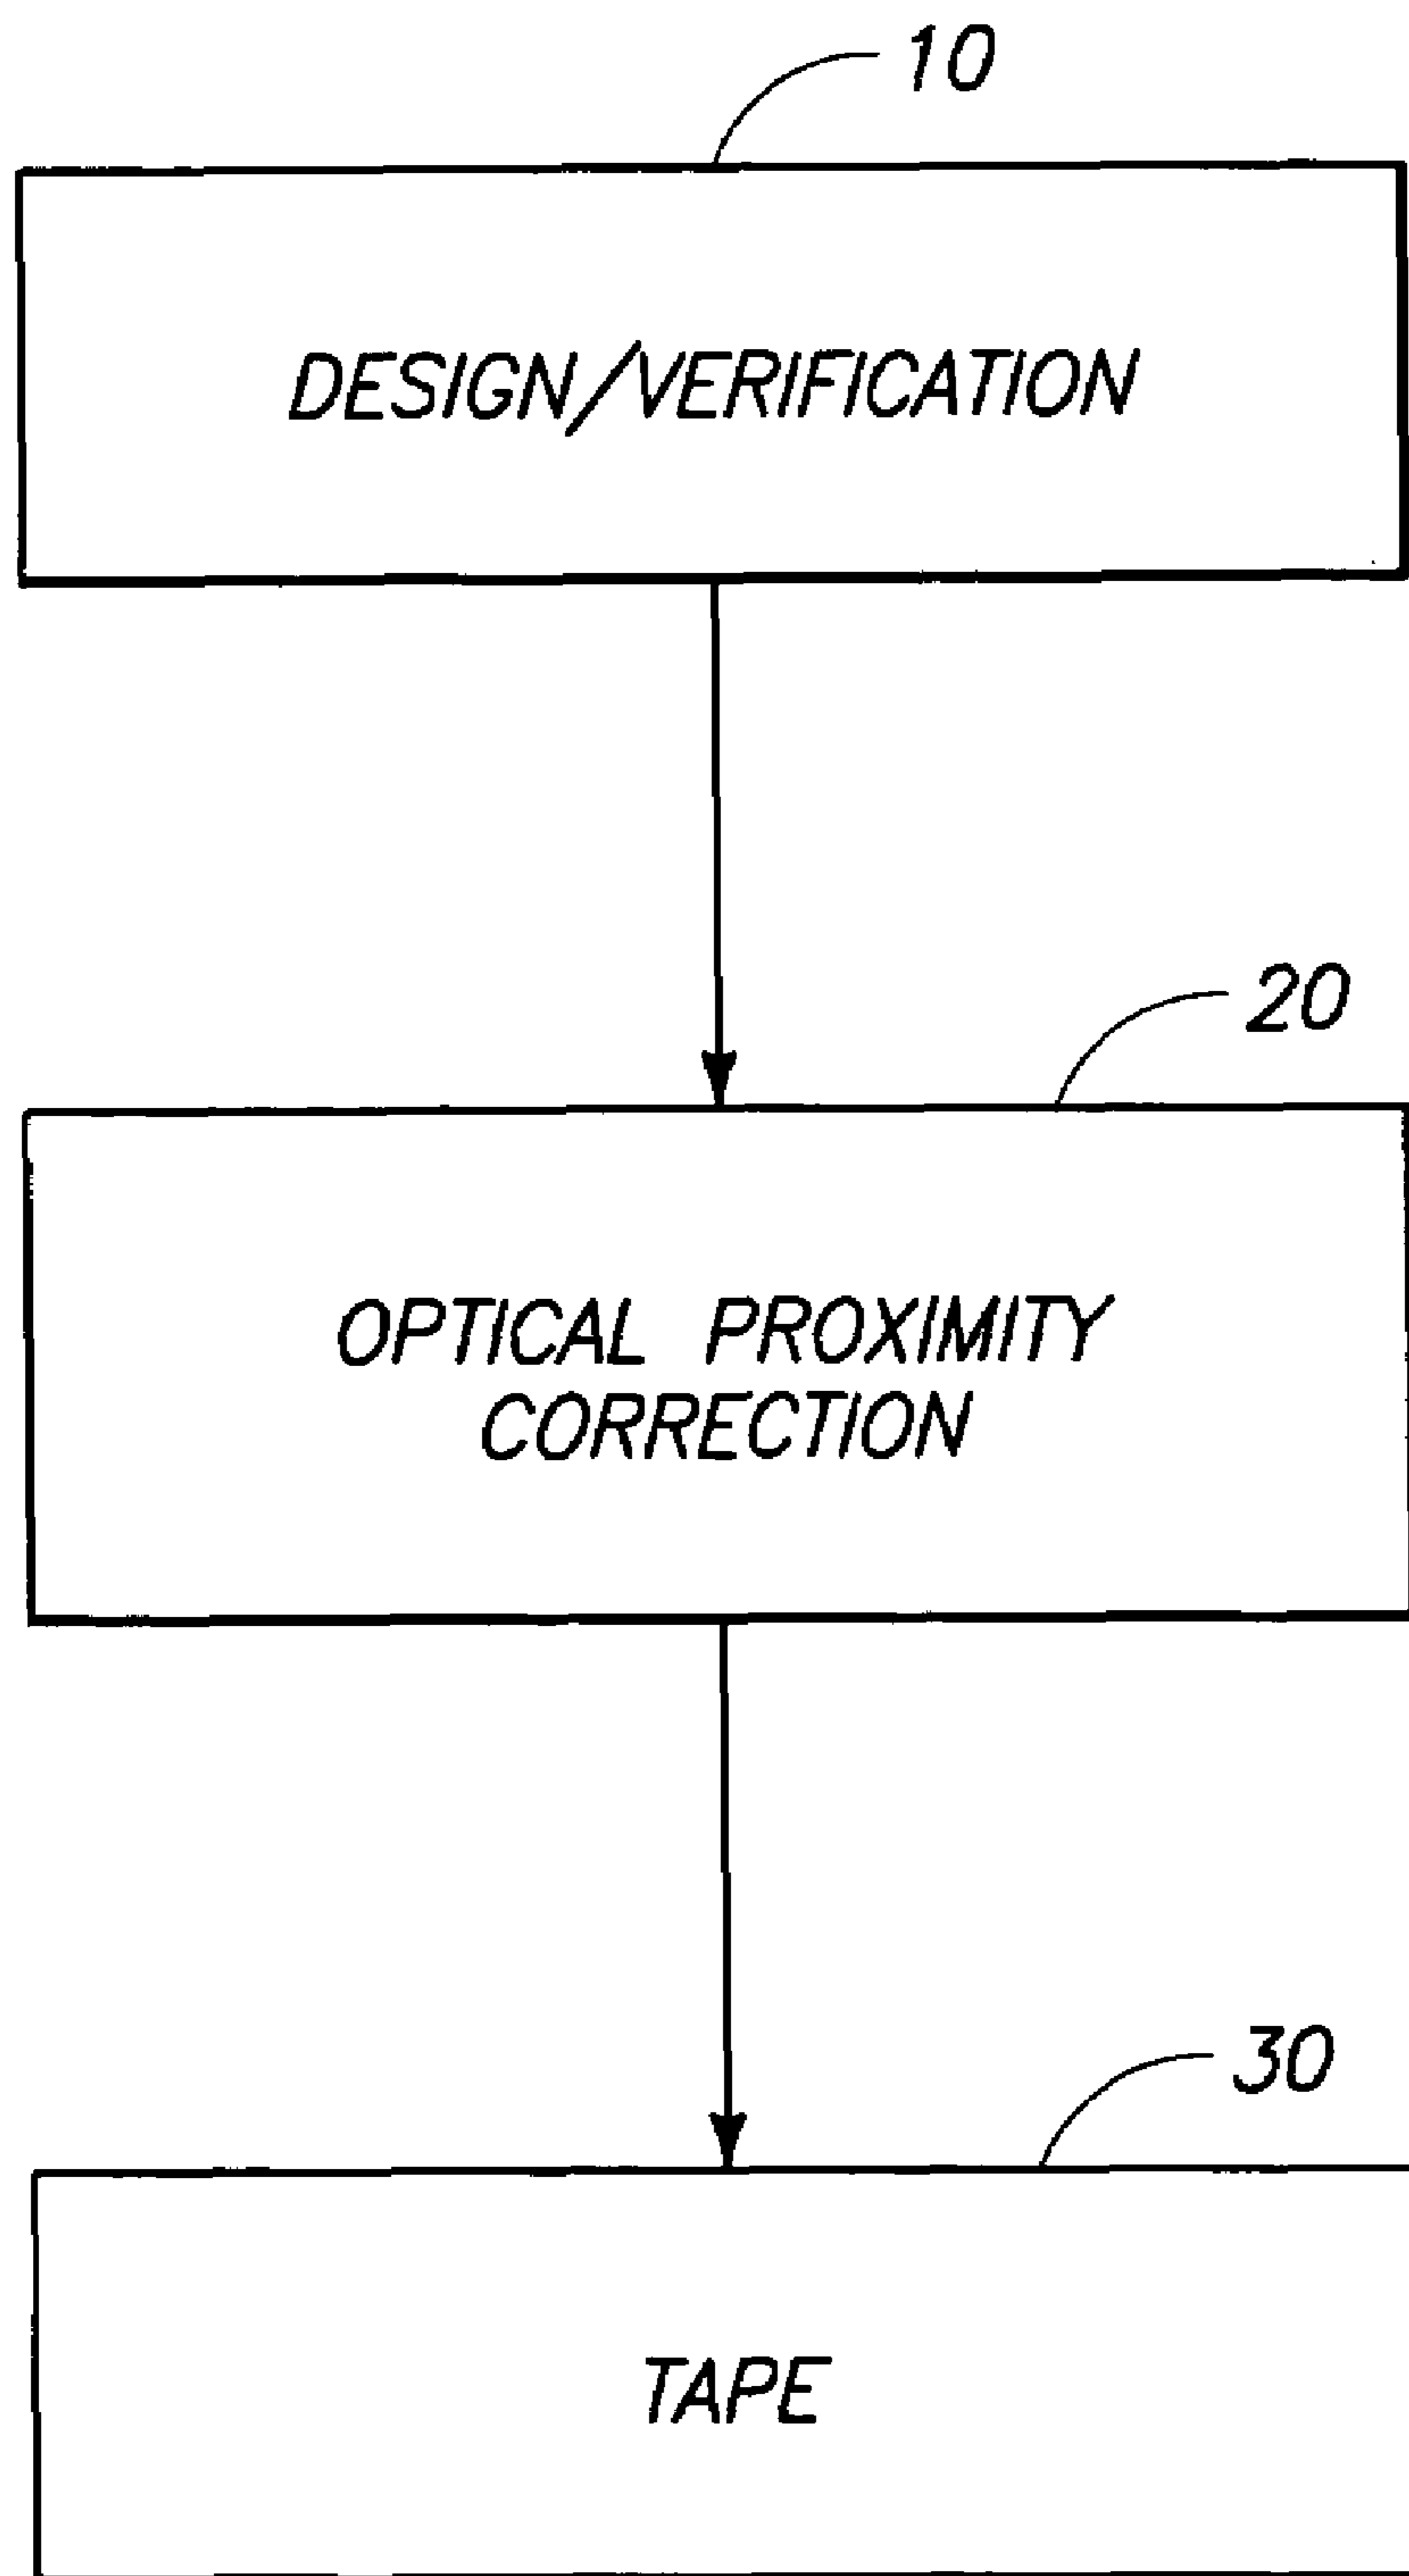 10
DESIGN/VERIFICATION
20
OPTICAL PROXIMITY
CORRECTION
30
TAPE